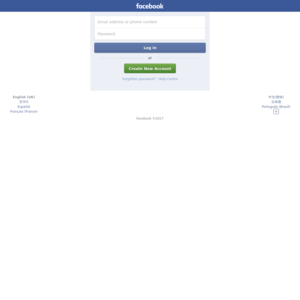 facebook
Email address or phone number
Password
Log In
or
Create New Account
Forgotten password? · Help Centre
English (UK)
한국어
Español
Français (France)
中文(简体)
日本語
Português (Brasil)
+
Facebook ©2017